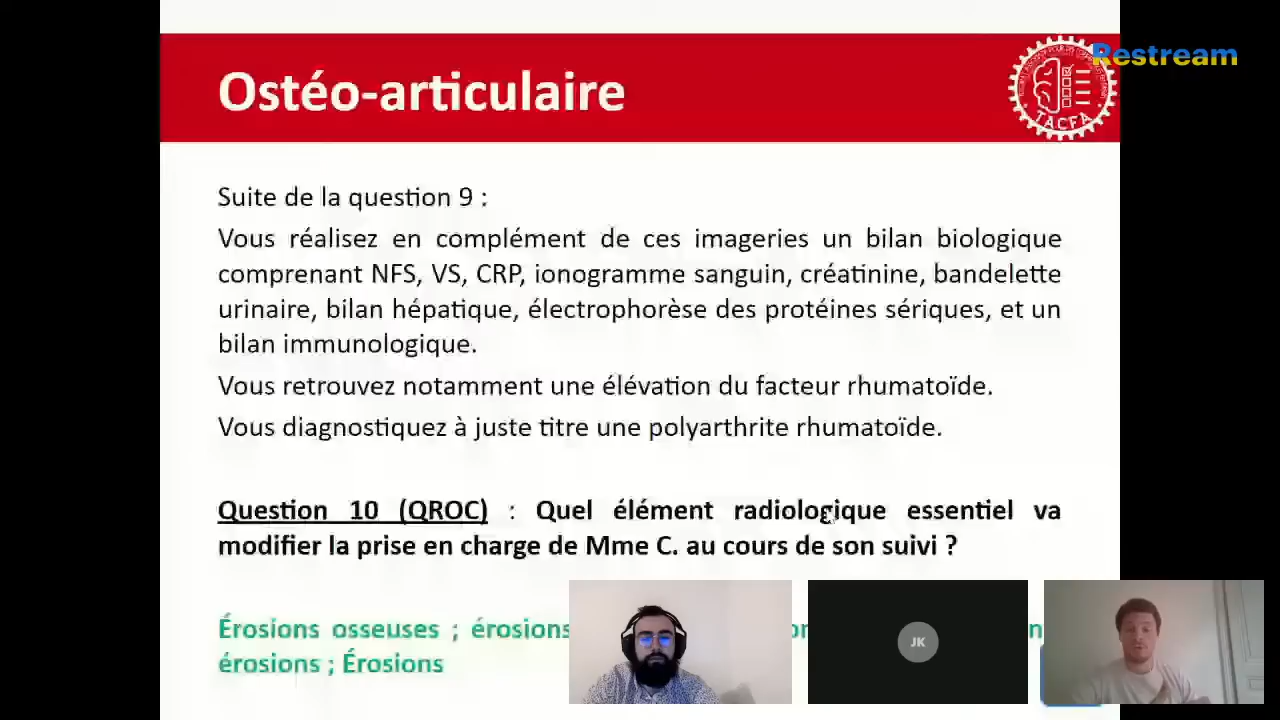 Ostéo-articulaire
Restream
TACFA
Suite de la question 9 :
Vous réalisez en complément de ces imageries un bilan biologique
comprenant NFS, VS, CRP, ionogramme sanguin, créatinine, bandelette
urinaire, bilan hépatique, électrophorèse des protéines sériques, et un
bilan immunologique.
Vous retrouvez notamment une élévation du facteur rhumatoïde.
Vous diagnostiquez à juste titre une polyarthrite rhumatoïde.
Question 10 (QROC) : Quel élément radiologique essentiel va
modifier la prise en charge de Mme C. au cours de son suivi ?
Érosions osseuses ; érosions
érosions ; Érosions
JK